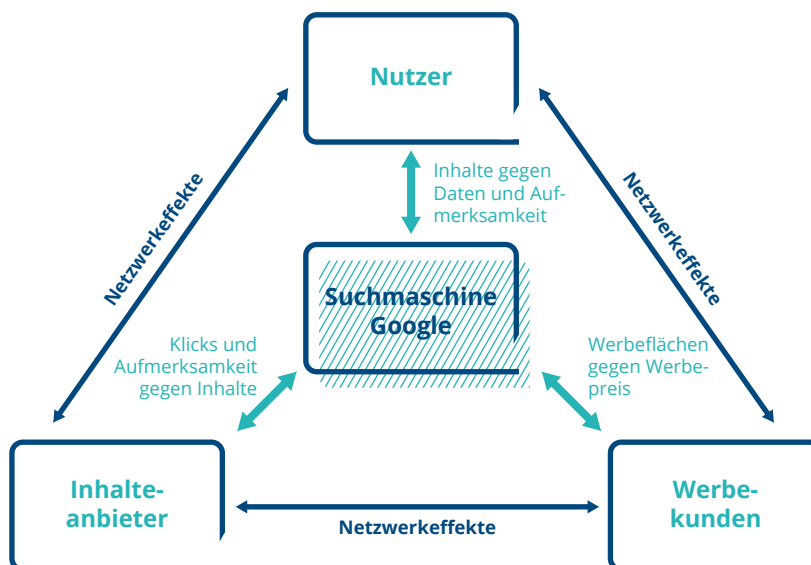 Nutzer
Inhalte gegen
Daten und Auf-
merksamkeit
Netzwerkeffekte
Netzwerkeffekte
Suchmaschine
Google
Klicks und
Aufmerksamkeit
gegen Inhalte
Werbeflächen
gegen Werbe-
preis
Inhalte-
anbieter
Netzwerkeffekte
Werbe-
kunden